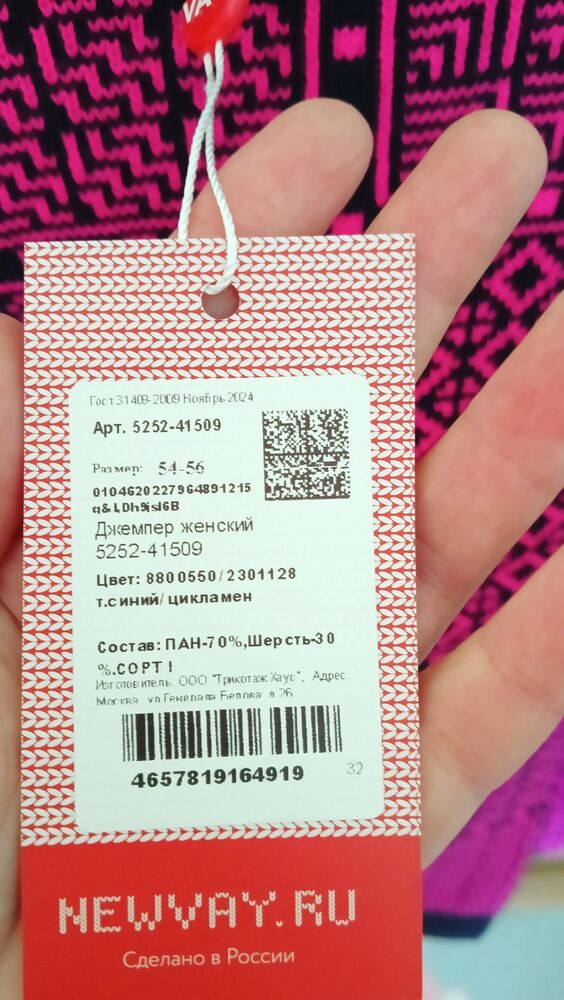 VA
Гост 31409-2009 Ноябрь 2024
Арт. 5252-41509
Размер: 54-56
0104620227964891215
Джемпер женский
5252-41509
Цвет: 8800550/2301128
т.синий/ цикламен
Состав: ПАН-70%,Шерсть-30
%.СОРТ I
Изготовитель: ООО "Трикотаж Хаус", Адрес:
Москва, ул Генерала Белова, д.26,
4657819164919
32
NEWVAY.RU
Сделано в России